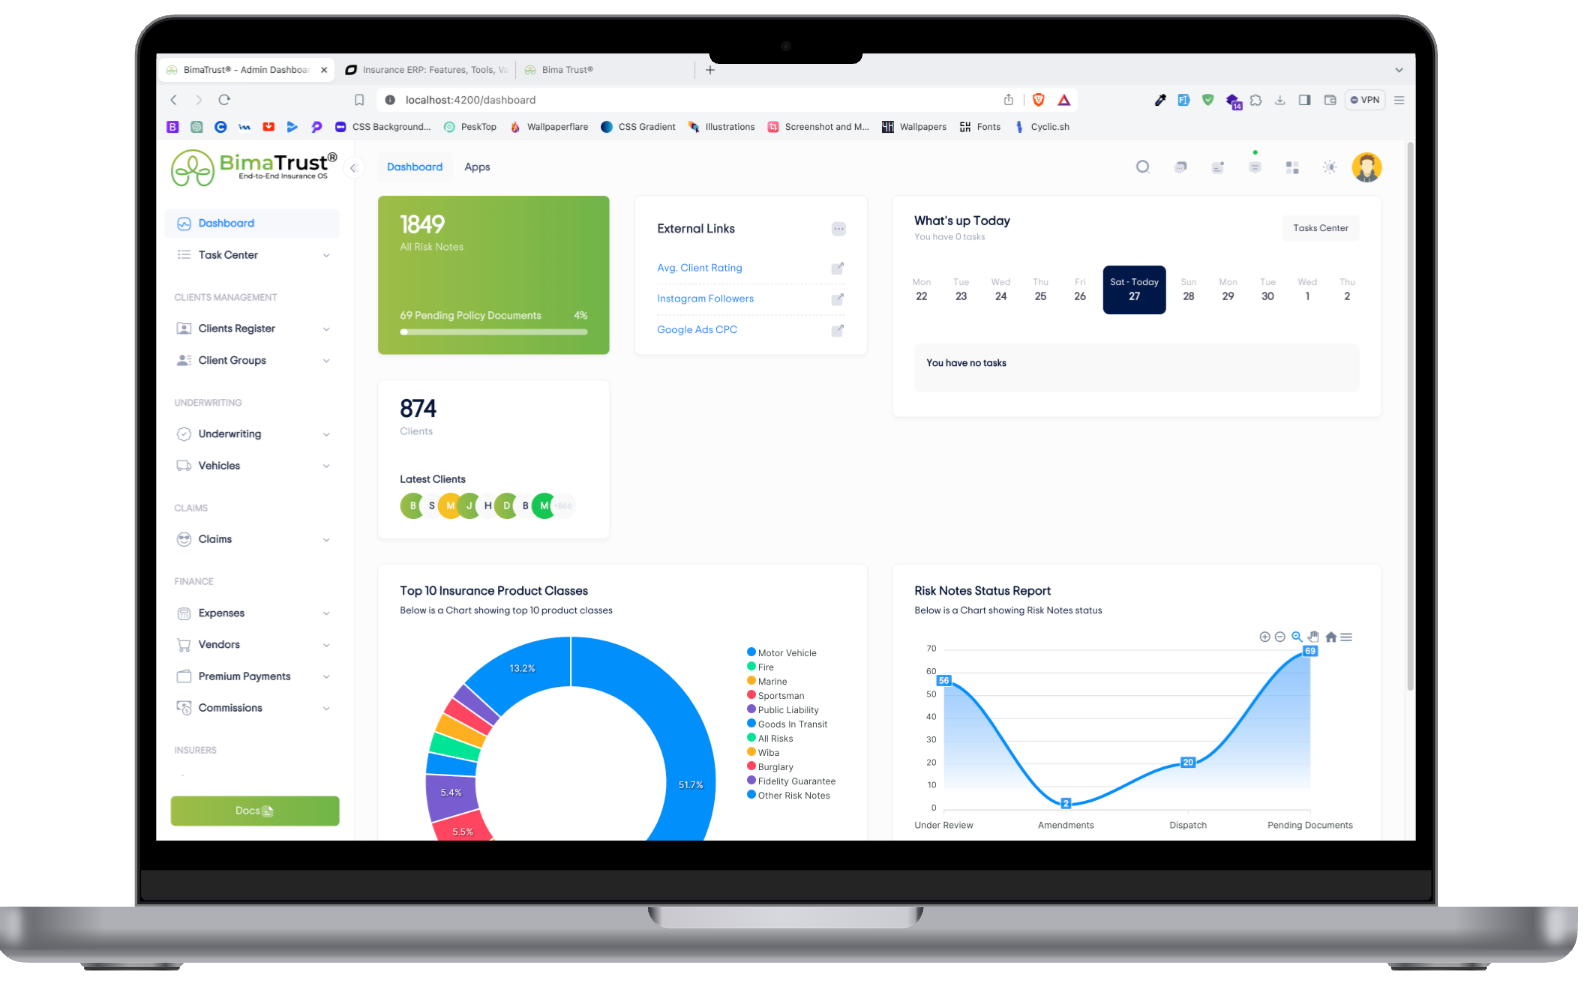 BimaTrust® - Admin Dashboar
Insurance ERP: Features, Tools, Va
Bima Trust®
localhost:4200/dashboard
14
VPN
CSS Background...
PeskTop
Wallpaperflare
CSS Gradient
Illustrations
Screenshot and M...
Wallpapers
Fonts
Cyclic.sh
BimaTrust®
End-to-End Insurance OS
Dashboard
Apps
Dashboard
Task Center
CLIENTS MANAGEMENT
Clients Register
Client Groups
UNDERWRITING
Underwriting
Vehicles
CLAIMS
Claims
FINANCE
Expenses
Vendors
Premium Payments
Commissions
INSURERS
Docs
1849
All Risk Notes
69 Pending Policy Documents 4%
External Links
Avg. Client Rating
Instagram Followers
Google Ads CPC
What's up Today
You have 0 tasks
Tasks Center
Mon Tue Wed Thu Fri Sat - Today Sun Mon Tue Wed Thu
22 23 24 25 26 27 28 29 30 1 2
You have no tasks
874
Clients
Latest Clients
B S M J H D B M +866
Top 10 Insurance Product Classes
Below is a Chart showing top 10 product classes
13.2%
51.7%
5.4%
5.5%
Motor Vehicle
Fire
Marine
Sportsman
Public Liability
Goods In Transit
All Risks
Wiba
Burglary
Fidelity Guarantee
Other Risk Notes
Risk Notes Status Report
Below is a Chart showing Risk Notes status
70
60
50
40
30
20
10
0
56
2
20
69
Under Review
Amendments
Dispatch
Pending Documents